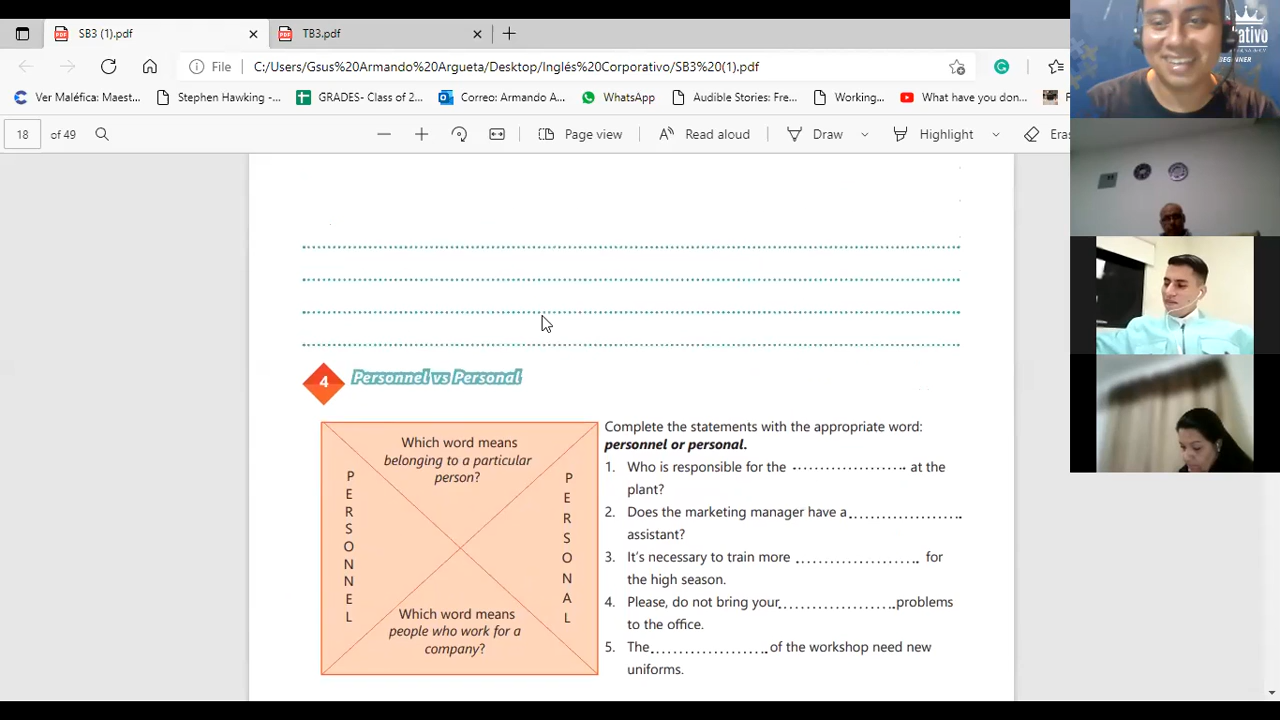 SB3 (1).pdf
TB3.pdf
File C:/Users/Gsus%20Armando%20Argueta/Desktop/Inglés%20Corporativo/SB3%20(1).pdf
Ver Maléfica: Maest... Stephen Hawking -... GRADES- Class of 2... Correo: Armando A... WhatsApp Audible Stories: Fre... Working... What have you don...
18 of 49 Page view Read aloud Draw Highlight Eras
ativo
BEGINNER
4 Personnel vs Personal
Which word means
belonging to a particular
person?
PERSONNEL
PERSONAL
Which word means
people who work for a
company?
Complete the statements with the appropriate word:
personnel or personal.
1. Who is responsible for the .................... at the
plant?
2. Does the marketing manager have a ....................
assistant?
3. It's necessary to train more .................... for
the high season.
4. Please, do not bring your .................... problems
to the office.
5. The .................... of the workshop need new
uniforms.